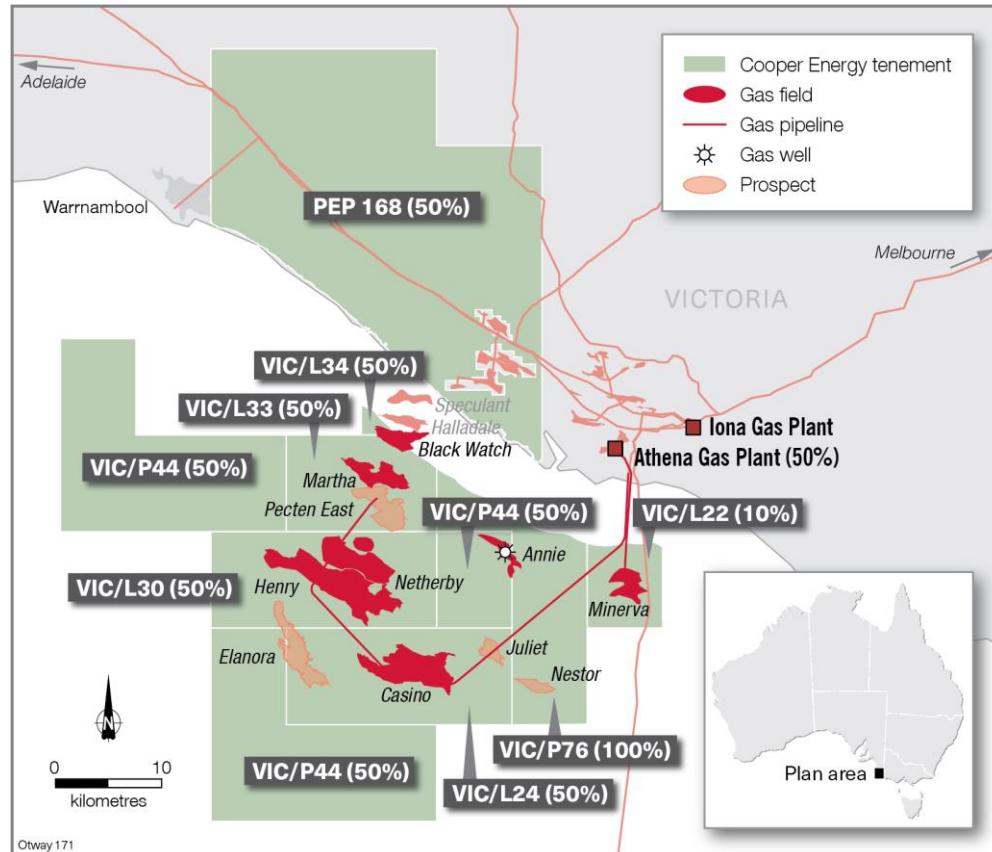 Adelaide
Cooper Energy tenement
Gas field
Gas pipeline
Gas well
Prospect
Warrnambool
PEP 168 (50%)
Melbourne
VICTORIA
VIC/L34 (50%)
VIC/L33 (50%)
Speculant
Halladale
Black Watch
Iona Gas Plant
Athena Gas Plant (50%)
VIC/P44 (50%)
Martha
Pecten East
VIC/P44 (50%)
VIC/L22 (10%)
Annie
VIC/L30 (50%)
Henry
Netherby
Minerva
Elanora
Juliet
Casino
Nestor
N
VIC/P76 (100%)
0 10
kilometres
VIC/P44 (50%)
VIC/L24 (50%)
Plan area
Otway 171